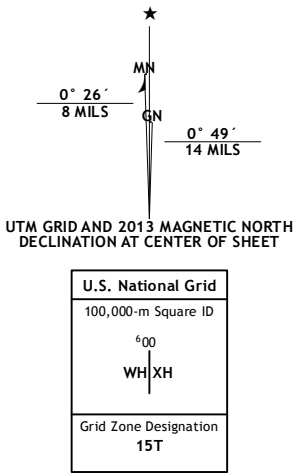 ★
MN
0° 26´
8 MILS
GN
0° 49´
14 MILS
UTM GRID AND 2013 MAGNETIC NORTH
DECLINATION AT CENTER OF SHEET
U.S. National Grid
100,000-m Square ID
⁶00
WH XH
Grid Zone Designation
15T